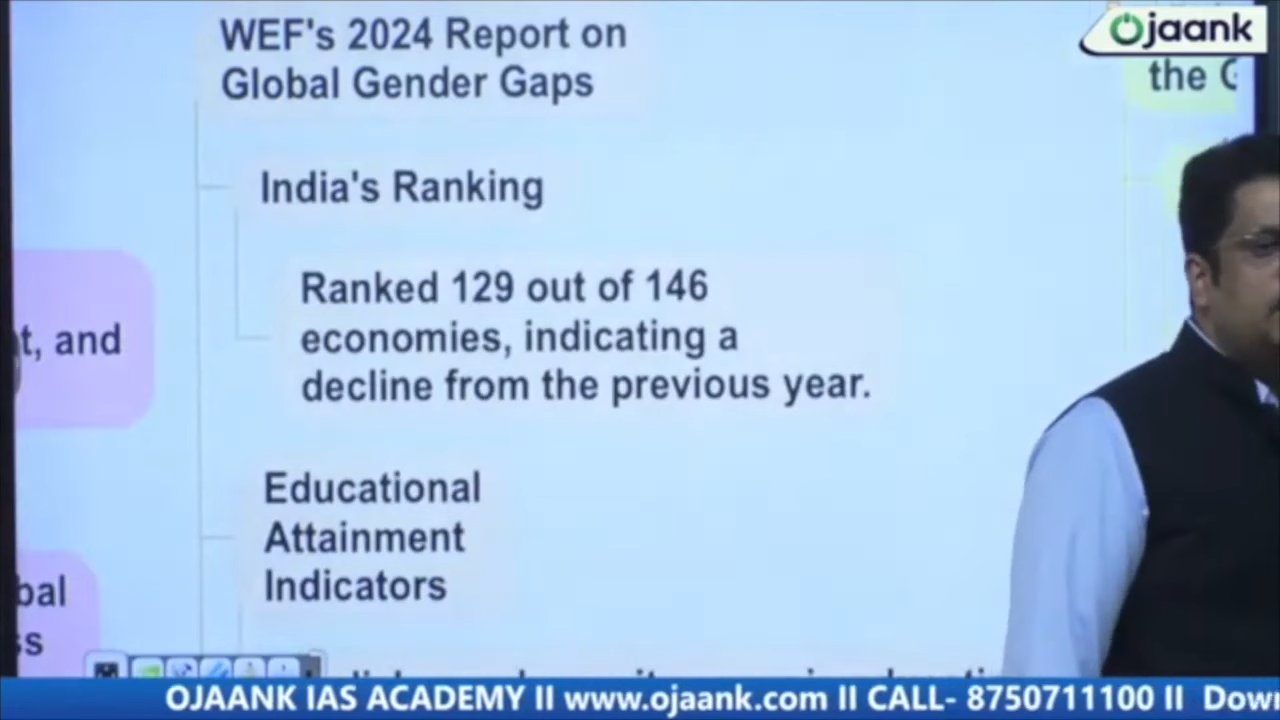 WEF's 2024 Report on
Global Gender Gaps
Ojaank
the
India's Ranking
Ranked 129 out of 146
economies, indicating a
decline from the previous year.
t, and
Educational
Attainment
Indicators
bal
ss
OJAANK IAS ACADEMY II www.ojaank.com II CALL- 8750711100 II Down